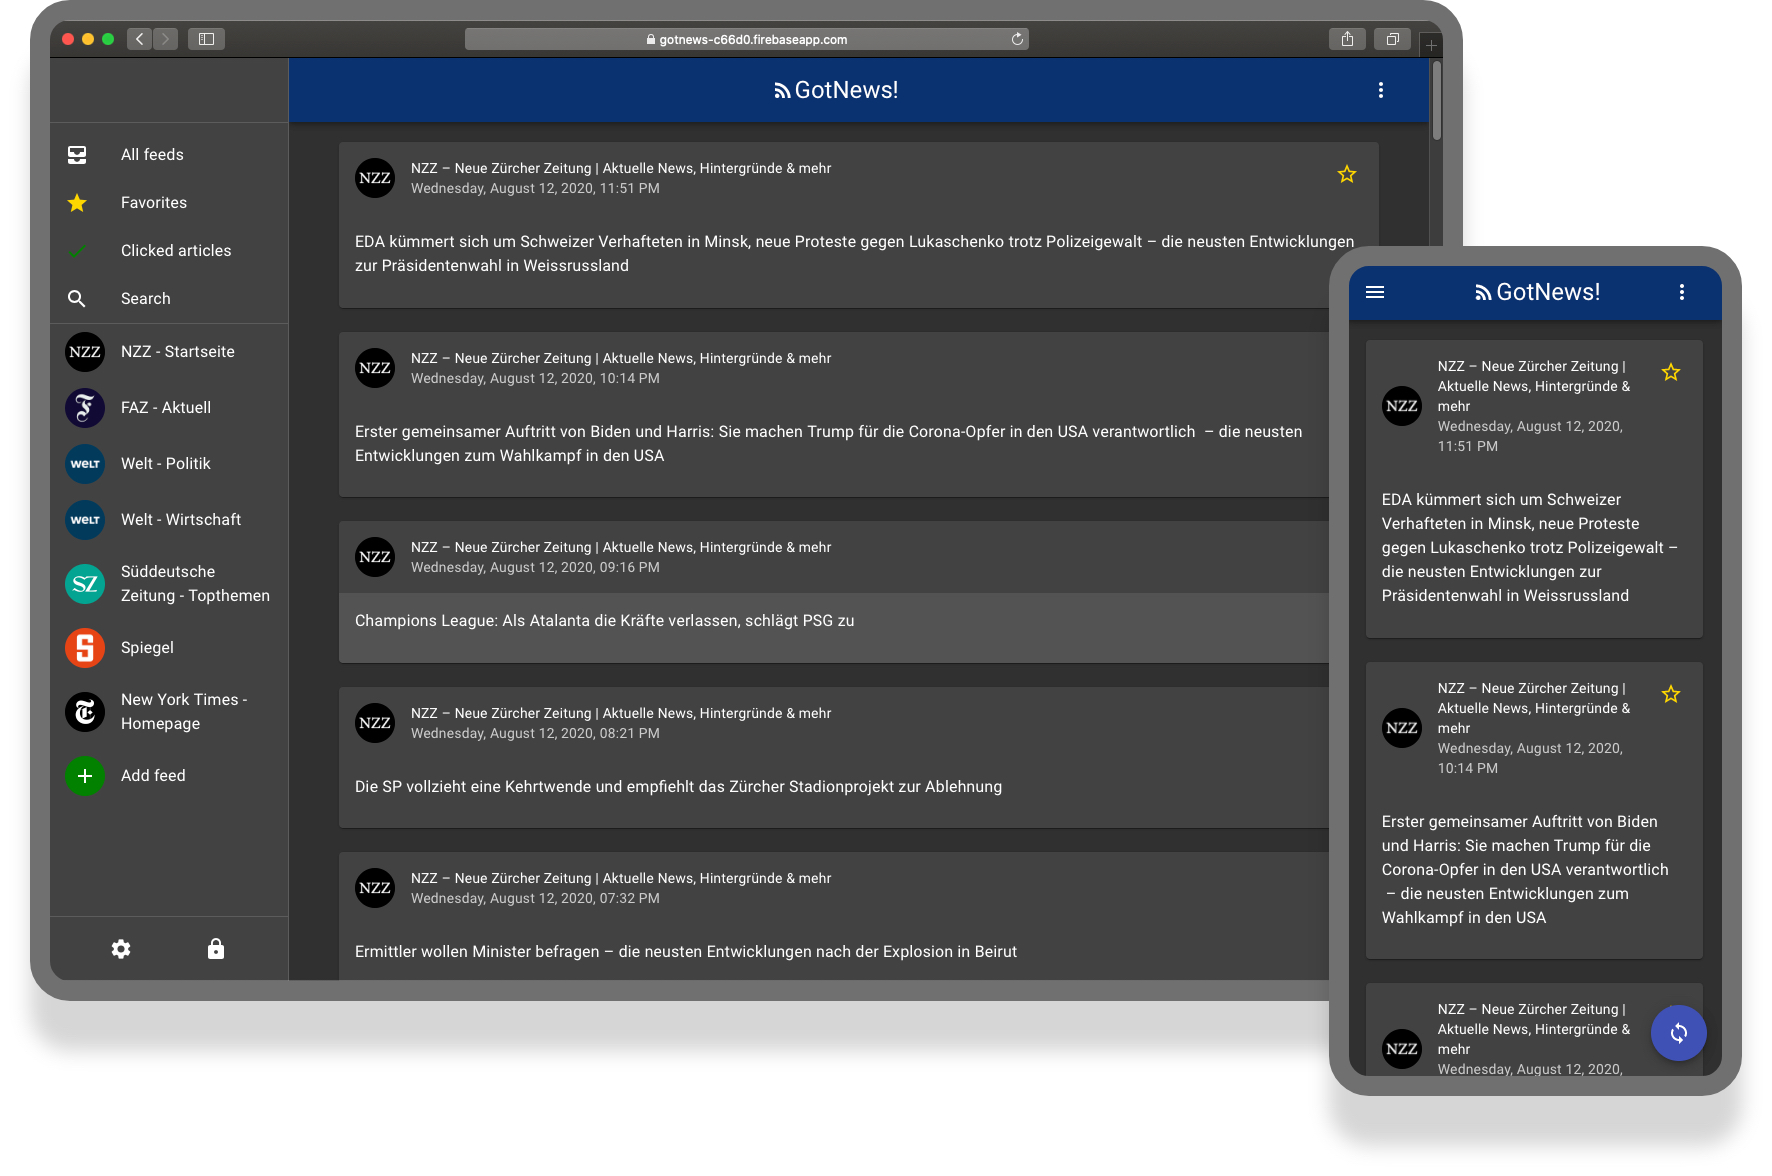 gotnews-c66d0.firebaseapp.com
GotNews!
All feeds
Favorites
Clicked articles
Search
NZZ
NZZ - Startseite
FAZ - Aktuell
WELT
Welt - Politik
WELT
Welt - Wirtschaft
SZ
Süddeutsche
Zeitung - Topthemen
S
Spiegel
New York Times -
Homepage
Add feed
NZZ
NZZ – Neue Zürcher Zeitung | Aktuelle News, Hintergründe & mehr
Wednesday, August 12, 2020, 11:51 PM
EDA kümmert sich um Schweizer Verhafteten in Minsk, neue Proteste gegen Lukaschenko trotz Polizeigewalt – die neusten Entwicklungen
zur Präsidentenwahl in Weissrussland
NZZ
NZZ – Neue Zürcher Zeitung | Aktuelle News, Hintergründe & mehr
Wednesday, August 12, 2020, 10:14 PM
Erster gemeinsamer Auftritt von Biden und Harris: Sie machen Trump für die Corona-Opfer in den USA verantwortlich – die neusten
Entwicklungen zum Wahlkampf in den USA
NZZ
NZZ – Neue Zürcher Zeitung | Aktuelle News, Hintergründe & mehr
Wednesday, August 12, 2020, 09:16 PM
Champions League: Als Atalanta die Kräfte verlassen, schlägt PSG zu
NZZ
NZZ – Neue Zürcher Zeitung | Aktuelle News, Hintergründe & mehr
Wednesday, August 12, 2020, 08:21 PM
Die SP vollzieht eine Kehrtwende und empfiehlt das Zürcher Stadionprojekt zur Ablehnung
NZZ
NZZ – Neue Zürcher Zeitung | Aktuelle News, Hintergründe & mehr
Wednesday, August 12, 2020, 07:32 PM
Ermittler wollen Minister befragen – die neusten Entwicklungen nach der Explosion in Beirut
GotNews!
NZZ
NZZ – Neue Zürcher Zeitung |
Aktuelle News, Hintergründe &
mehr
Wednesday, August 12, 2020,
11:51 PM
EDA kümmert sich um Schweizer
Verhafteten in Minsk, neue Proteste
gegen Lukaschenko trotz Polizeigewalt –
die neusten Entwicklungen zur
Präsidentenwahl in Weissrussland
NZZ
NZZ – Neue Zürcher Zeitung |
Aktuelle News, Hintergründe &
mehr
Wednesday, August 12, 2020,
10:14 PM
Erster gemeinsamer Auftritt von Biden
und Harris: Sie machen Trump für die
Corona-Opfer in den USA verantwortlich
– die neusten Entwicklungen zum
Wahlkampf in den USA
NZZ
NZZ – Neue Zürcher Zeitung |
Aktuelle News, Hintergründe &
mehr
Wednesday, August 12, 2020,